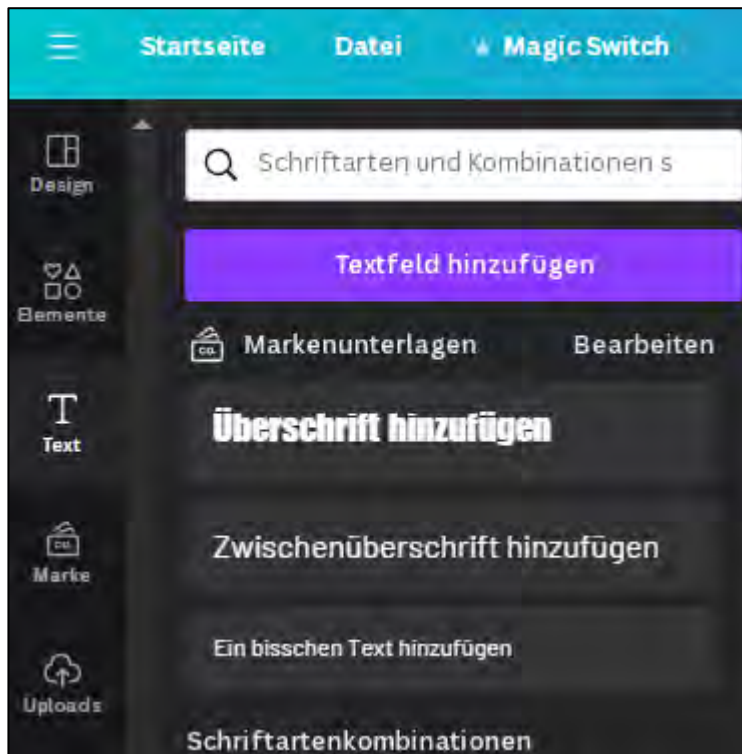 Startseite Datei Magic Switch
Design
Elemente
Text
Marke
Uploads
Schriftarten und Kombinationen s
Textfeld hinzufügen
CO. Markenunterlagen Bearbeiten
Überschrift hinzufügen
Zwischenüberschrift hinzufügen
Ein bisschen Text hinzufügen
Schriftartenkombinationen